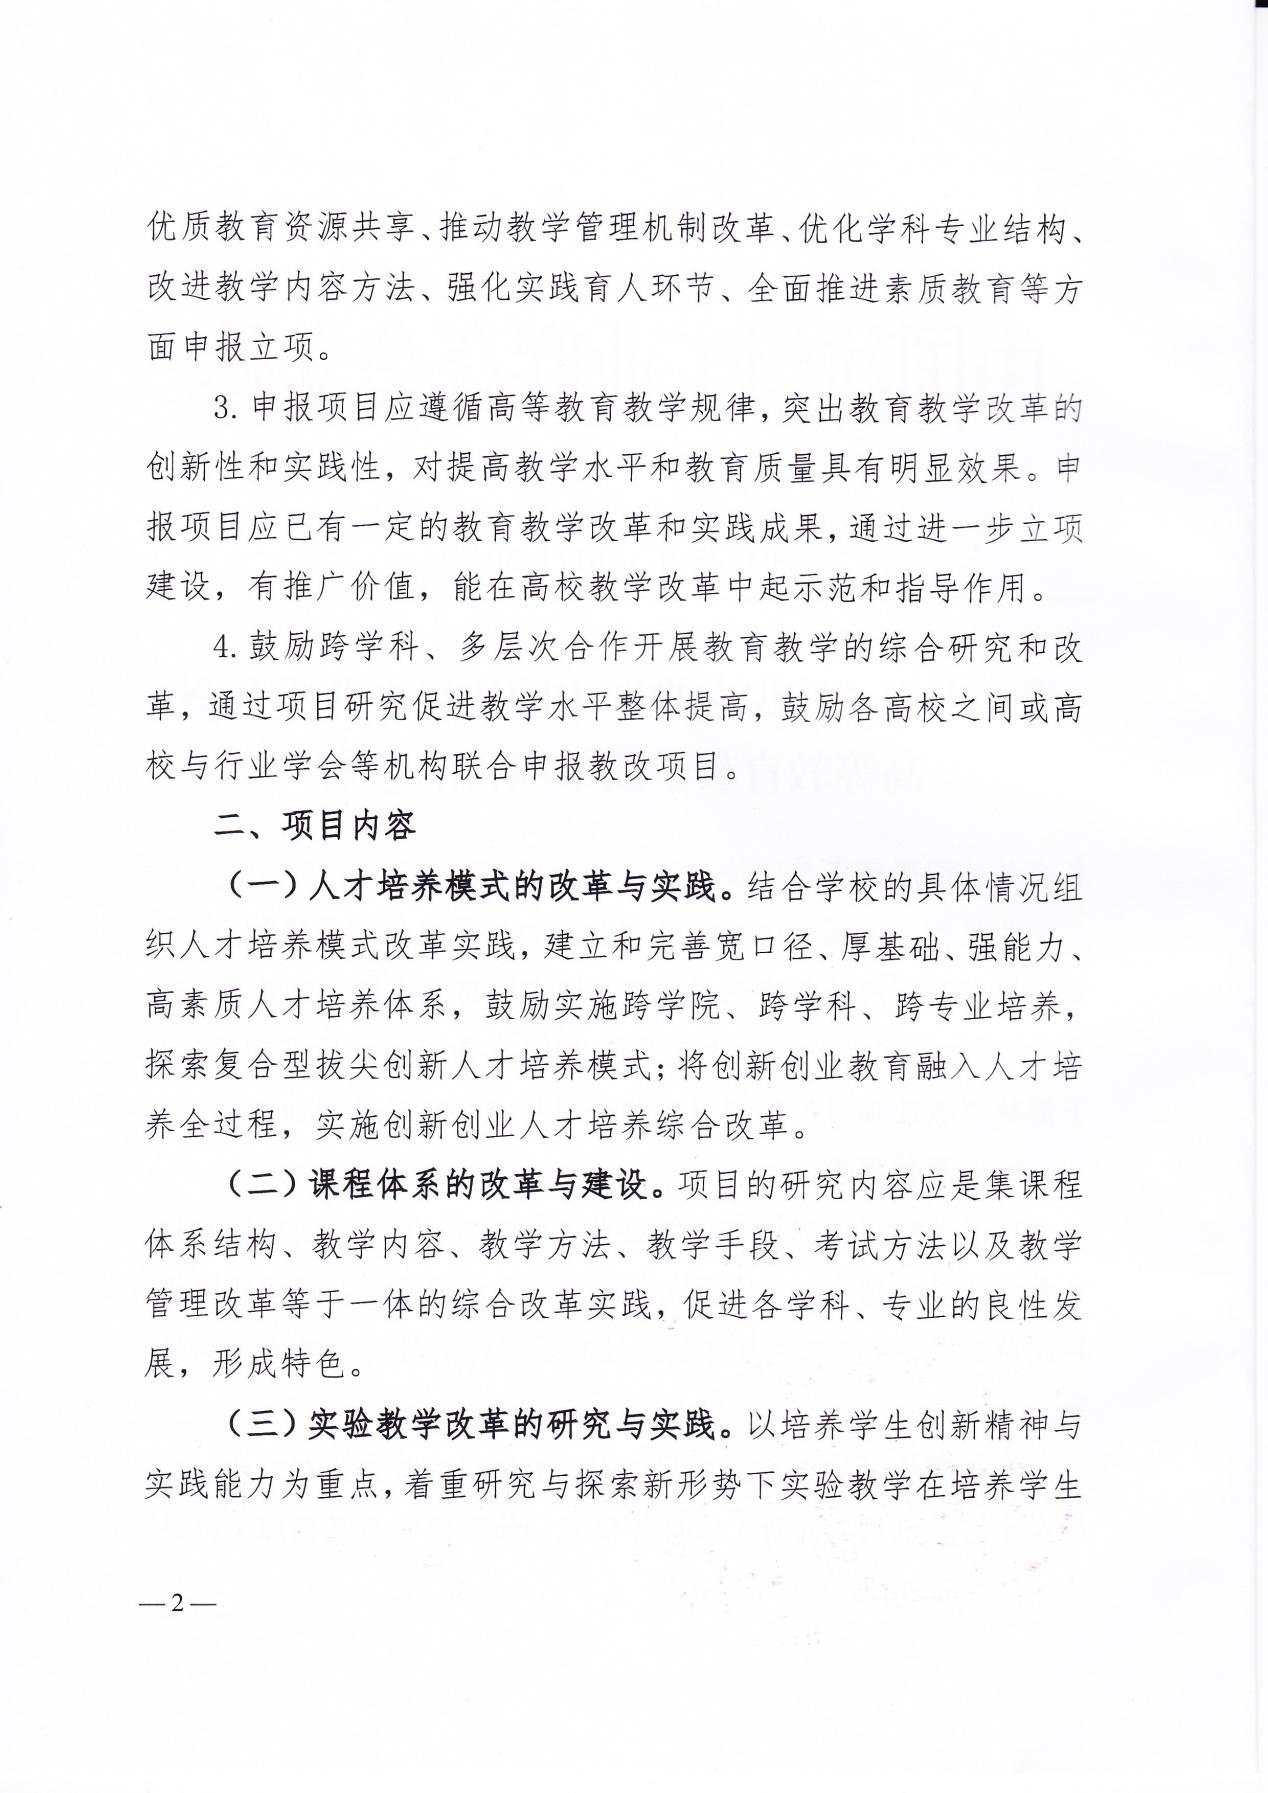 优质教育资源共享、推动教学管理机制改革、优化学科专业结构、
改进教学内容方法、强化实践育人环节、全面推进素质教育等方
面申报立项。
3. 申报项目应遵循高等教育教学规律，突出教育教学改革的
创新性和实践性，对提高教学水平和教育质量具有明显效果。申
报项目应已有一定的教育教学改革和实践成果，通过进一步立项
建设，有推广价值，能在高校教学改革中起示范和指导作用。
4. 鼓励跨学科、多层次合作开展教育教学的综合研究和改
革，通过项目研究促进教学水平整体提高，鼓励各高校之间或高
校与行业学会等机构联合申报教改项目。
二、项目内容
（一）人才培养模式的改革与实践。结合学校的具体情况组
织人才培养模式改革实践，建立和完善宽口径、厚基础、强能力、
高素质人才培养体系，鼓励实施跨学院、跨学科、跨专业培养，
探索复合型拔尖创新人才培养模式；将创新创业教育融入人才培
养全过程，实施创新创业人才培养综合改革。
（二）课程体系的改革与建设。项目的研究内容应是集课程
体系结构、教学内容、教学方法、教学手段、考试方法以及教学
管理改革等于一体的综合改革实践，促进各学科、专业的良性发
展，形成特色。
（三）实验教学改革的研究与实践。以培养学生创新精神与
实践能力为重点，着重研究与探索新形势下实验教学在培养学生
— 2 —